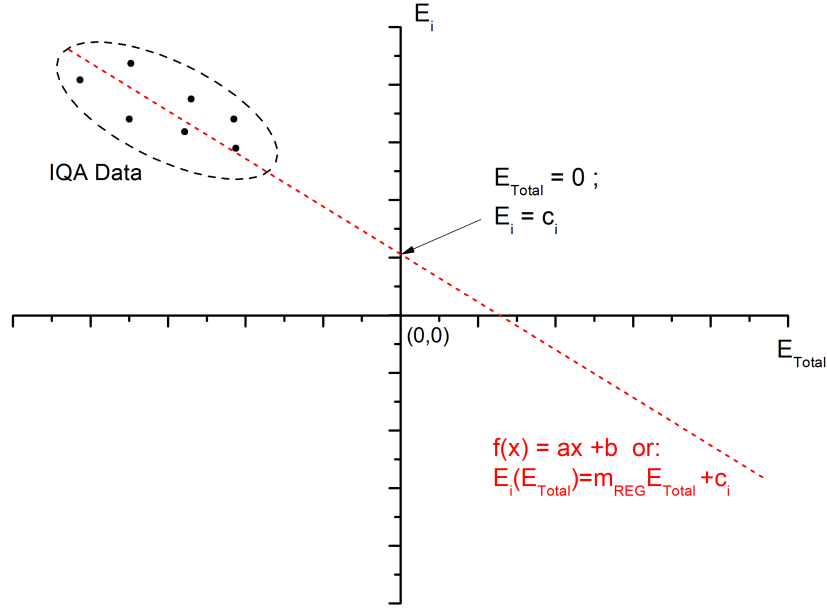 E_i
IQA Data
E_Total = 0 ;
E_i = c_i
(0,0)
E_Total
f(x) = ax +b or:
E_i(E_Total)=m_REG E_Total +c_i